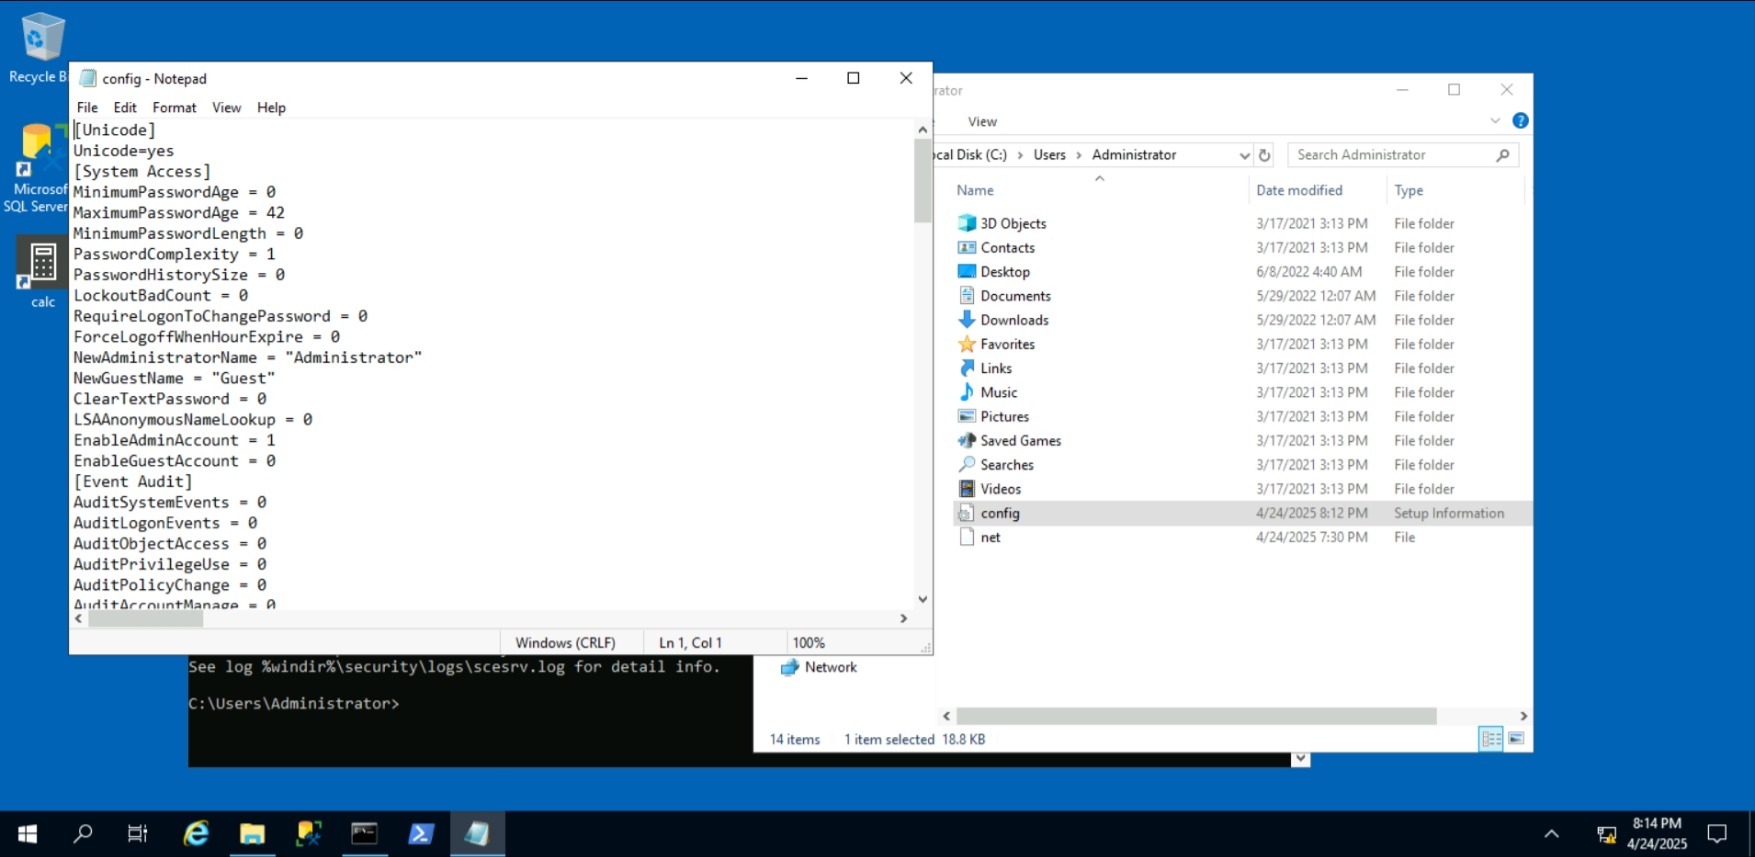 Recycle B
Microsof
SQL Server
calc
config - Notepad
File Edit Format View Help
[Unicode]
Unicode=yes
[System Access]
MinimumPasswordAge = 0
MaximumPasswordAge = 42
MinimumPasswordLength = 0
PasswordComplexity = 1
PasswordHistorySize = 0
LockoutBadCount = 0
RequireLogonToChangePassword = 0
ForceLogoffWhenHourExpire = 0
NewAdministratorName = "Administrator"
NewGuestName = "Guest"
ClearTextPassword = 0
LSAAnonymousNameLookup = 0
EnableAdminAccount = 1
EnableGuestAccount = 0
[Event Audit]
AuditSystemEvents = 0
AuditLogonEvents = 0
AuditObjectAccess = 0
AuditPrivilegeUse = 0
AuditPolicyChange = 0
AuditAccountManage = 0
Windows (CRLF) Ln 1, Col 1 100%
See log %windir%\security\logs\scesrv.log for detail info.
C:\Users\Administrator>
rator
View
ocal Disk (C:) > Users > Administrator Search Administrator
Name Date modified Type
3D Objects 3/17/2021 3:13 PM File folder
Contacts 3/17/2021 3:13 PM File folder
Desktop 6/8/2022 4:40 AM File folder
Documents 5/29/2022 12:07 AM File folder
Downloads 5/29/2022 12:07 AM File folder
Favorites 3/17/2021 3:13 PM File folder
Links 3/17/2021 3:13 PM File folder
Music 3/17/2021 3:13 PM File folder
Pictures 3/17/2021 3:13 PM File folder
Saved Games 3/17/2021 3:13 PM File folder
Searches 3/17/2021 3:13 PM File folder
Videos 3/17/2021 3:13 PM File folder
config 4/24/2025 8:12 PM Setup Information
net 4/24/2025 7:30 PM File
Network
14 items 1 item selected 18.8 KB
8:14 PM
4/24/2025